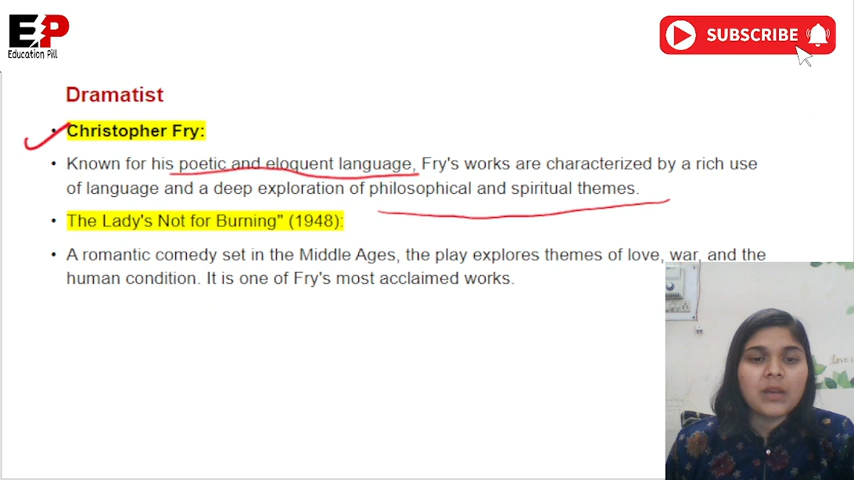 EP
Education Pill
SUBSCRIBE
Dramatist
• Christopher Fry:
• Known for his poetic and eloquent language, Fry's works are characterized by a rich use
of language and a deep exploration of philosophical and spiritual themes.
• The Lady's Not for Burning" (1948):
• A romantic comedy set in the Middle Ages, the play explores themes of love, war, and the
human condition. It is one of Fry's most acclaimed works.